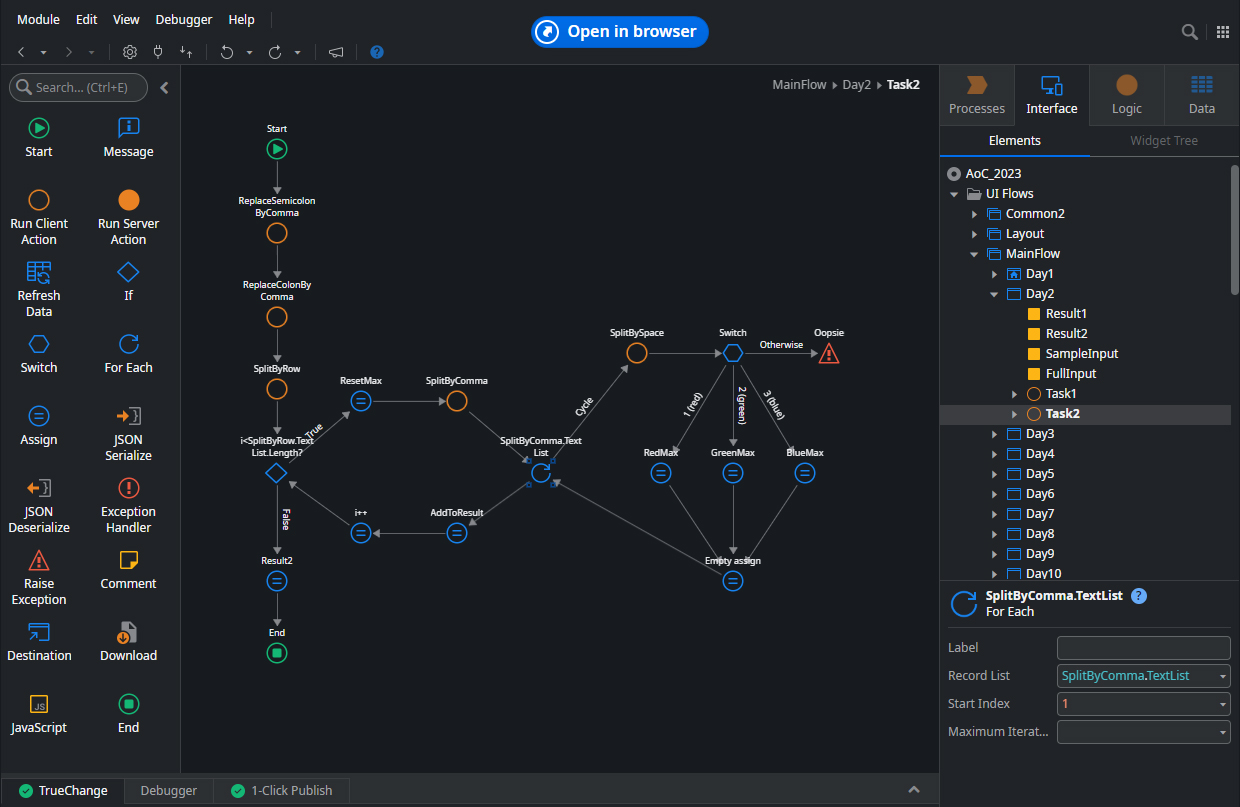 Module Edit View Debugger Help
Open in browser
Search... (Ctrl+E)
MainFlow Day2 Task2
Start Message
Run Client Action
Run Server Action
Refresh Data
If
Switch For Each
Assign
JSON Serialize
JSON Deserialize
Exception Handler
Raise Exception
Comment
Destination Download
JS
JavaScript End
Start
ReplaceSemicolon
ByComma
ReplaceColonBy
Comma
SplitByRow
i<SplitByRow.Text
List.Length?
True
False
ResetMax
SplitByComma
SplitByComma.Text
List
Cycle
SplitBySpace
Switch
Otherwise
Oopsie
1 (red)
2 (green)
3 (blue)
RedMax
GreenMax
BlueMax
Empty assign
AddToResult
i++
Result2
End
Processes Interface Logic Data
Elements Widget Tree
AoC_2023
UI Flows
Common2
Layout
MainFlow
Day1
Day2
Result1
Result2
SampleInput
FullInput
Task1
Task2
Day3
Day4
Day5
Day6
Day7
Day8
Day9
Day10
SplitByComma.TextList ?
For Each
Label
Record List SplitByComma.TextList
Start Index 1
Maximum Iterat...
TrueChange Debugger 1-Click Publish